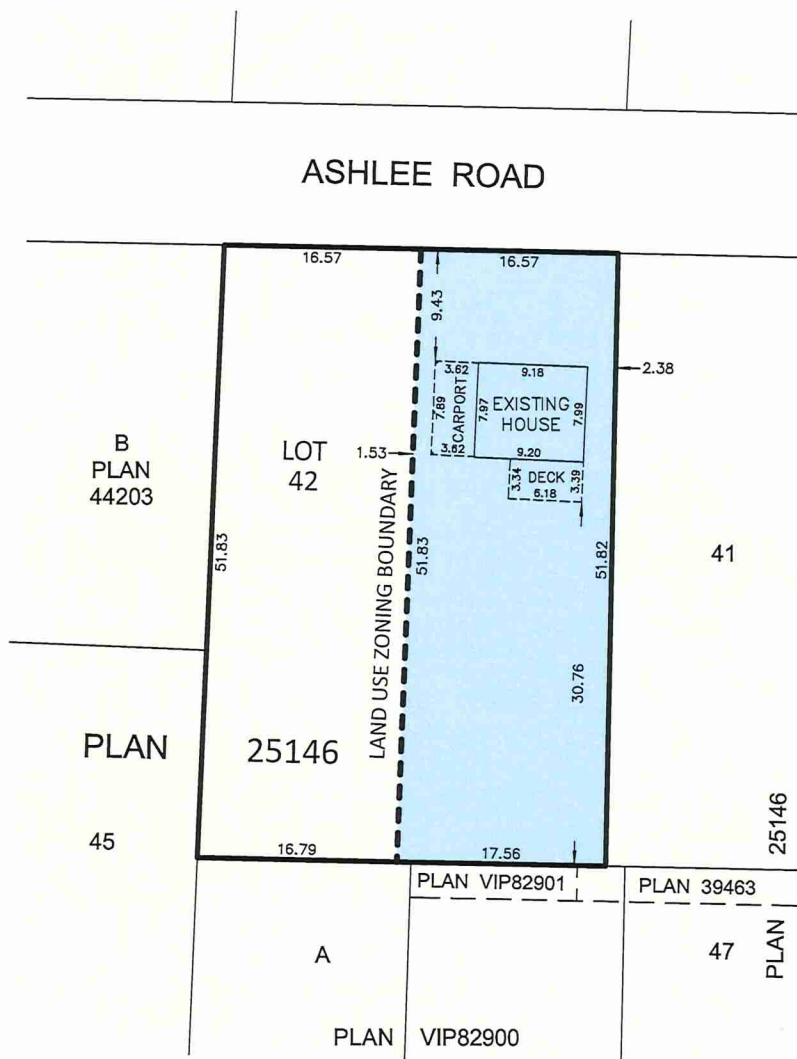 ASHLEE ROAD
16.57
16.57
9.43
3.62
9.18
2.38
7.89
CARPORT
7.97
EXISTING
HOUSE
7.99
B
PLAN
44203
LOT
42
1.53
3.62
9.20
3.34
DECK
3.39
6.18
51.83
LAND USE ZONING BOUNDARY
51.83
51.82
41
30.76
PLAN
25146
45
25146
16.79
17.56
PLAN VIP82901
PLAN 39463
A
47
PLAN
PLAN VIP82900